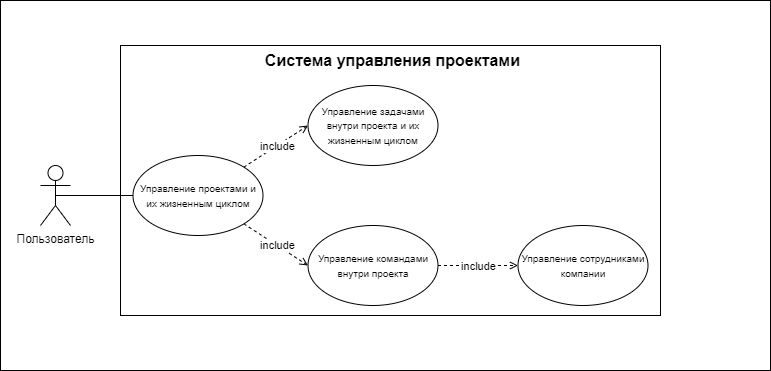 Система управления проектами
Управление задачами
внутри проекта и их
жизненным циклом
include
Управление проектами и
их жизненным циклом
Пользователь
include
Управление командами
внутри проекта
include
Управление сотрудниками
компании